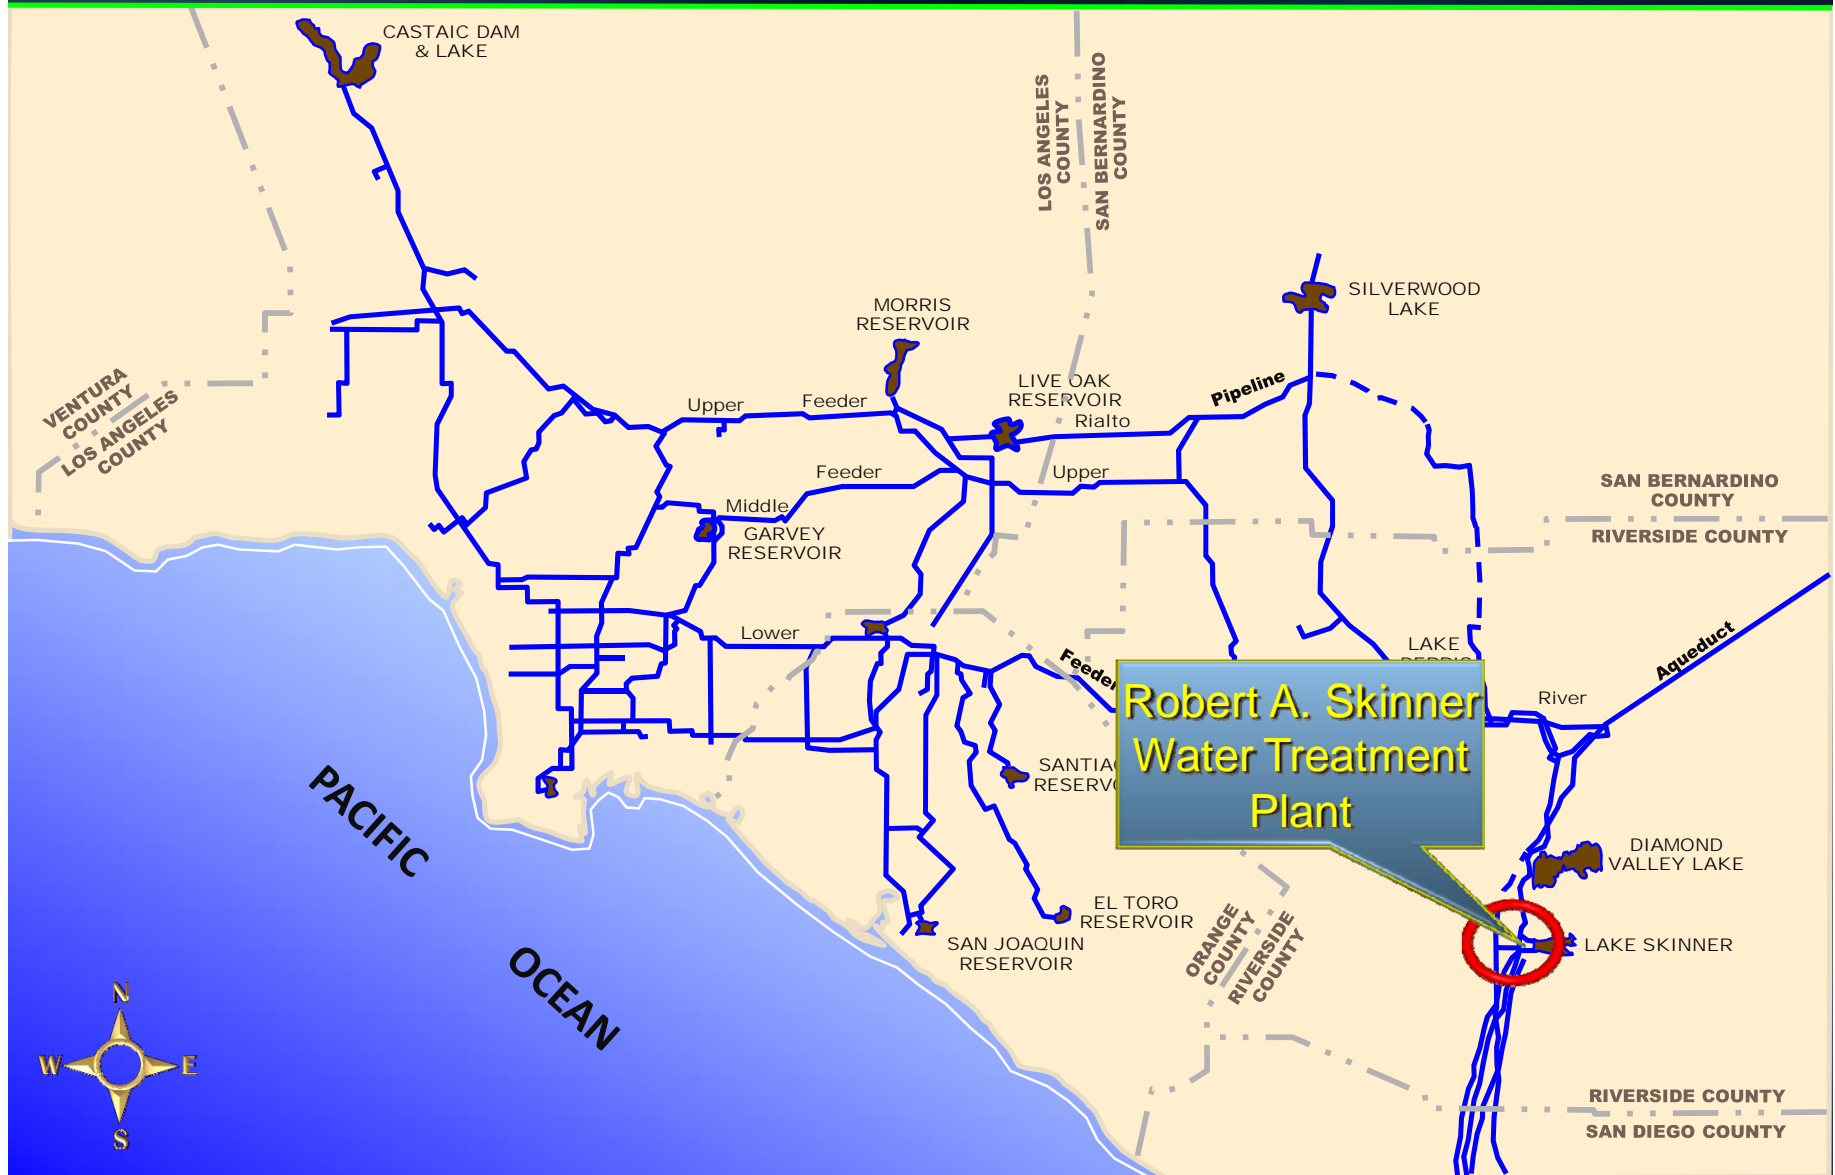 CASTAIC DAM
& LAKE
LOS ANGELES
COUNTY
SAN BERNARDINO
COUNTY
SILVERWOOD
LAKE
MORRIS
RESERVOIR
VENTURA
COUNTY
LOS ANGELES
COUNTY
LIVE OAK
RESERVOIR
Rialto
Pipeline
Upper
Feeder
Feeder
Upper
Middle
GARVEY
RESERVOIR
SAN BERNARDINO
COUNTY
RIVERSIDE COUNTY
Lower
Feeder
LAKE
Aqueduct
River
Robert A. Skinner
Water Treatment
Plant
PACIFIC
OCEAN
DIAMOND
VALLEY LAKE
EL TORO
RESERVOIR
SAN JOAQUIN
RESERVOIR
ORANGE
COUNTY
RIVERSIDE
COUNTY
LAKE SKINNER
N
W
E
S
RIVERSIDE COUNTY
SAN DIEGO COUNTY